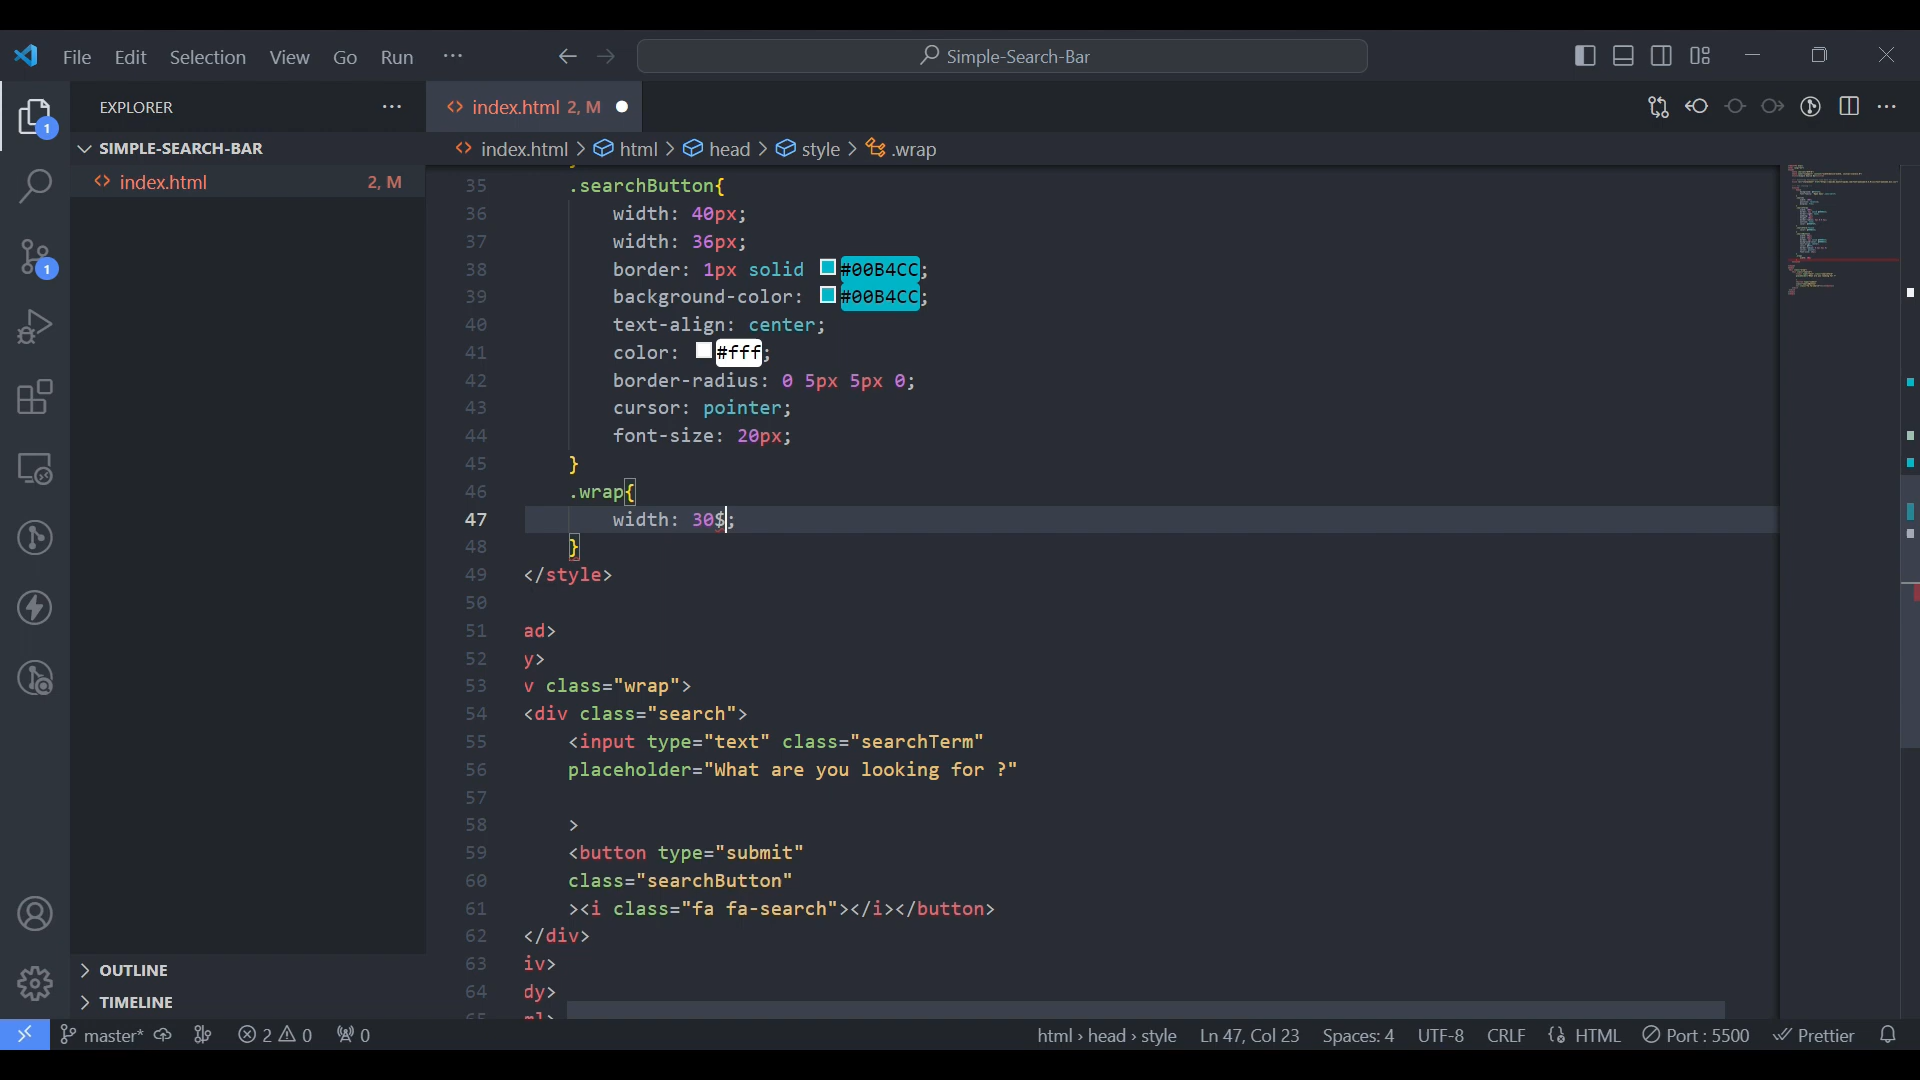 File Edit Selection View Go Run ···
Simple-Search-Bar
EXPLORER ···
index.html 2, M
SIMPLE-SEARCH-BAR
index.html > html > head > style > .wrap
index.html 2, M
35 .searchButton{
36 width: 40px;
37 width: 36px;
38 border: 1px solid #00B4CC;
39 background-color: #00B4CC;
40 text-align: center;
41 color: #fff;
42 border-radius: 0 5px 5px 0;
43 cursor: pointer;
44 font-size: 20px;
45 }
46 .wrap{
47 width: 30$;
48 }
49 </style>
50
51 ad>
52 y>
53 v class="wrap">
54 <div class="search">
55 <input type="text" class="searchTerm"
56 placeholder="What are you looking for ?"
57
58 >
59 <button type="submit"
60 class="searchButton"
61 ><i class="fa fa-search"></i></button>
62 </div>
63 iv>
64 dy>
1
1
OUTLINE
TIMELINE
master* 2 0 0 html › head › style Ln 47, Col 23 Spaces: 4 UTF-8 CRLF HTML Port : 5500 Prettier